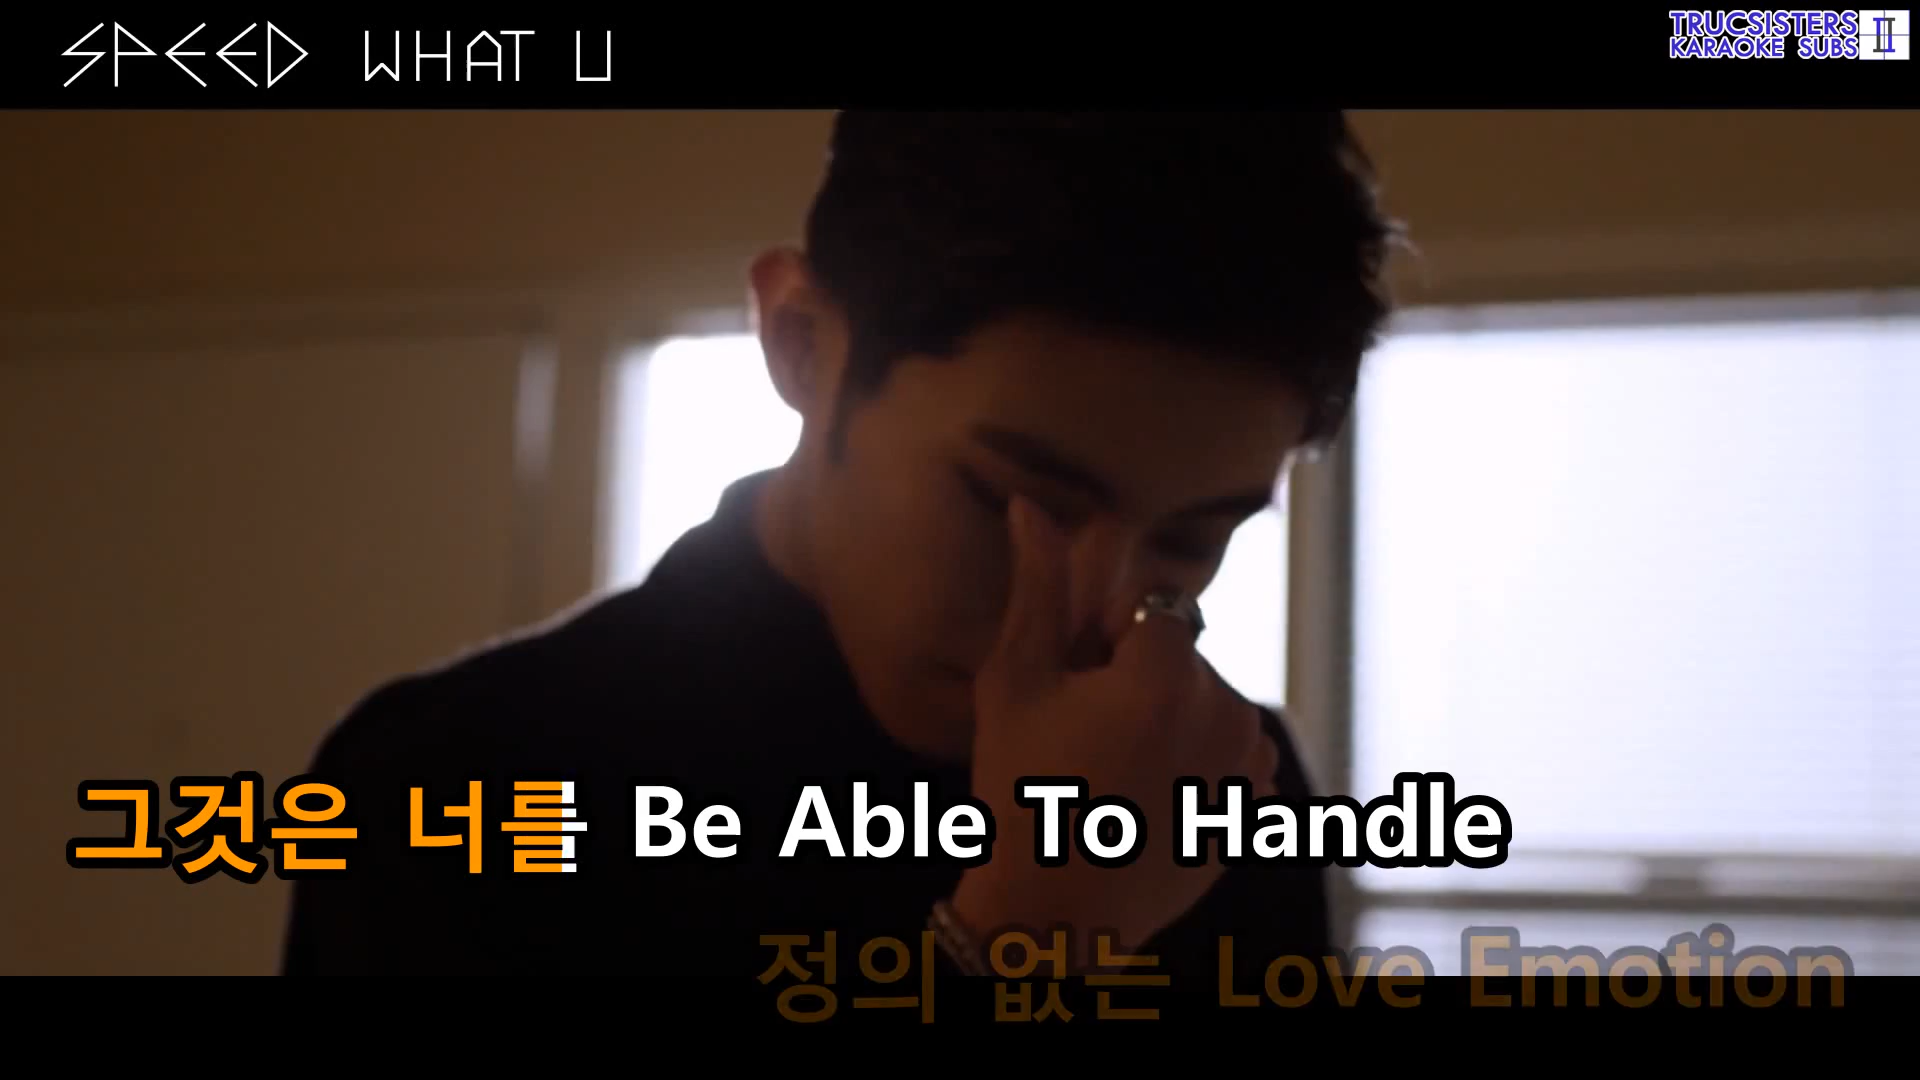 SPEED WHAT U
TRUCSISTERS
KARAOKE SUBS
그것은 너를 Be Able To Handle
정의 없는 Love Emotion